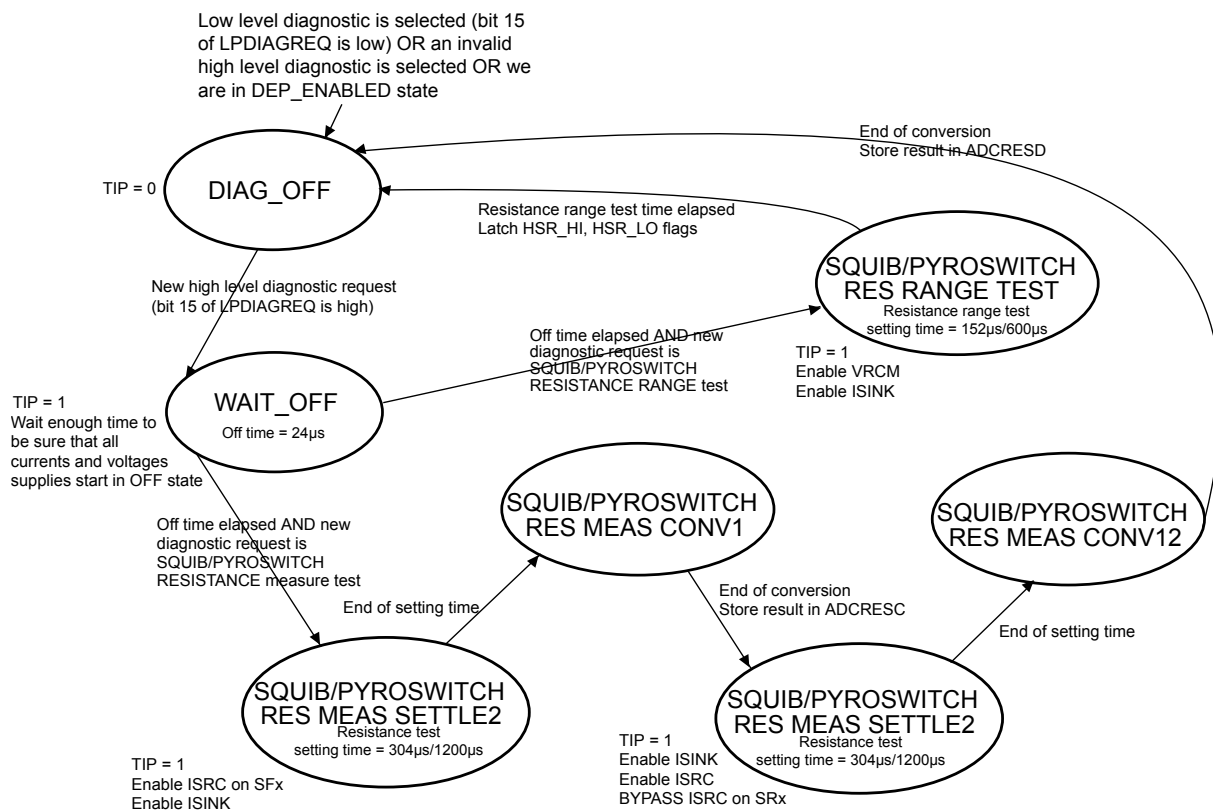 Low level diagnostic is selected (bit 15
of LPDIAGREQ is low) OR an invalid
high level diagnostic is selected OR we
are in DEP_ENABLED state
End of conversion
Store result in ADCRESD
TIP = 0
DIAG_OFF
Resistance range test time elapsed
Latch HSR_HI, HSR_LO flags
SQUIB/PYROSWITCH
RES RANGE TEST
Resistance range test
setting time = 152µs/600µs
New high level diagnostic request
(bit 15 of LPDIAGREQ is high)
Off time elapsed AND new
diagnostic request is
SQUIB/PYROSWITCH
RESISTANCE RANGE test
TIP = 1
Enable VRCM
Enable ISINK
WAIT_OFF
Off time = 24µs
TIP = 1
Wait enough time to
be sure that all
currents and voltages
supplies start in OFF state
SQUIB/PYROSWITCH
RES MEAS CONV1
SQUIB/PYROSWITCH
RES MEAS CONV12
Off time elapsed AND new
diagnostic request is
SQUIB/PYROSWITCH
RESISTANCE measure test
End of setting time
End of conversion
Store result in ADCRESC
End of setting time
SQUIB/PYROSWITCH
RES MEAS SETTLE2
Resistance test
setting time = 304µs/1200µs
TIP = 1
Enable ISRC on SFx
Enable ISINK
SQUIB/PYROSWITCH
RES MEAS SETTLE2
Resistance test
setting time = 304µs/1200µs
TIP = 1
Enable ISINK
Enable ISRC
BYPASS ISRC on SRx